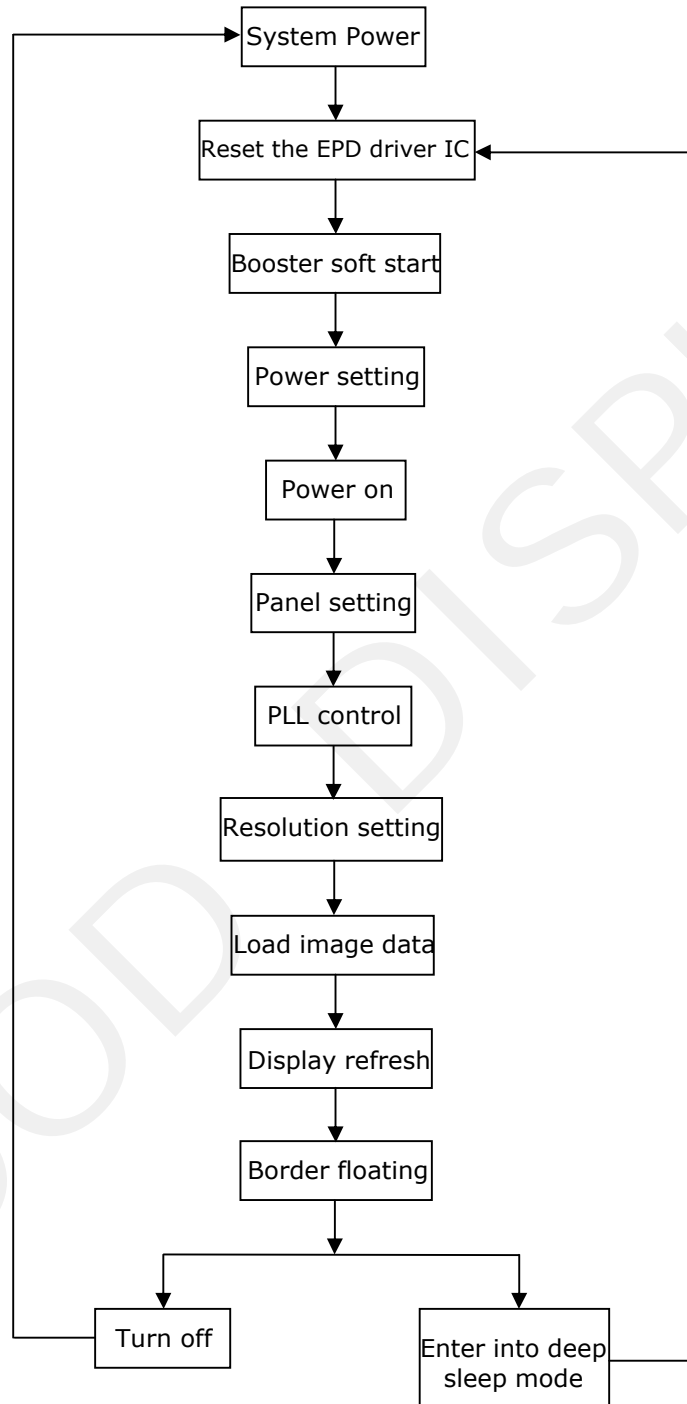 System Power
Reset the EPD driver IC
Booster soft start
Power setting
Power on
Panel setting
PLL control
Resolution setting
Load image data
Display refresh
Border floating
Turn off
Enter into deep
sleep mode